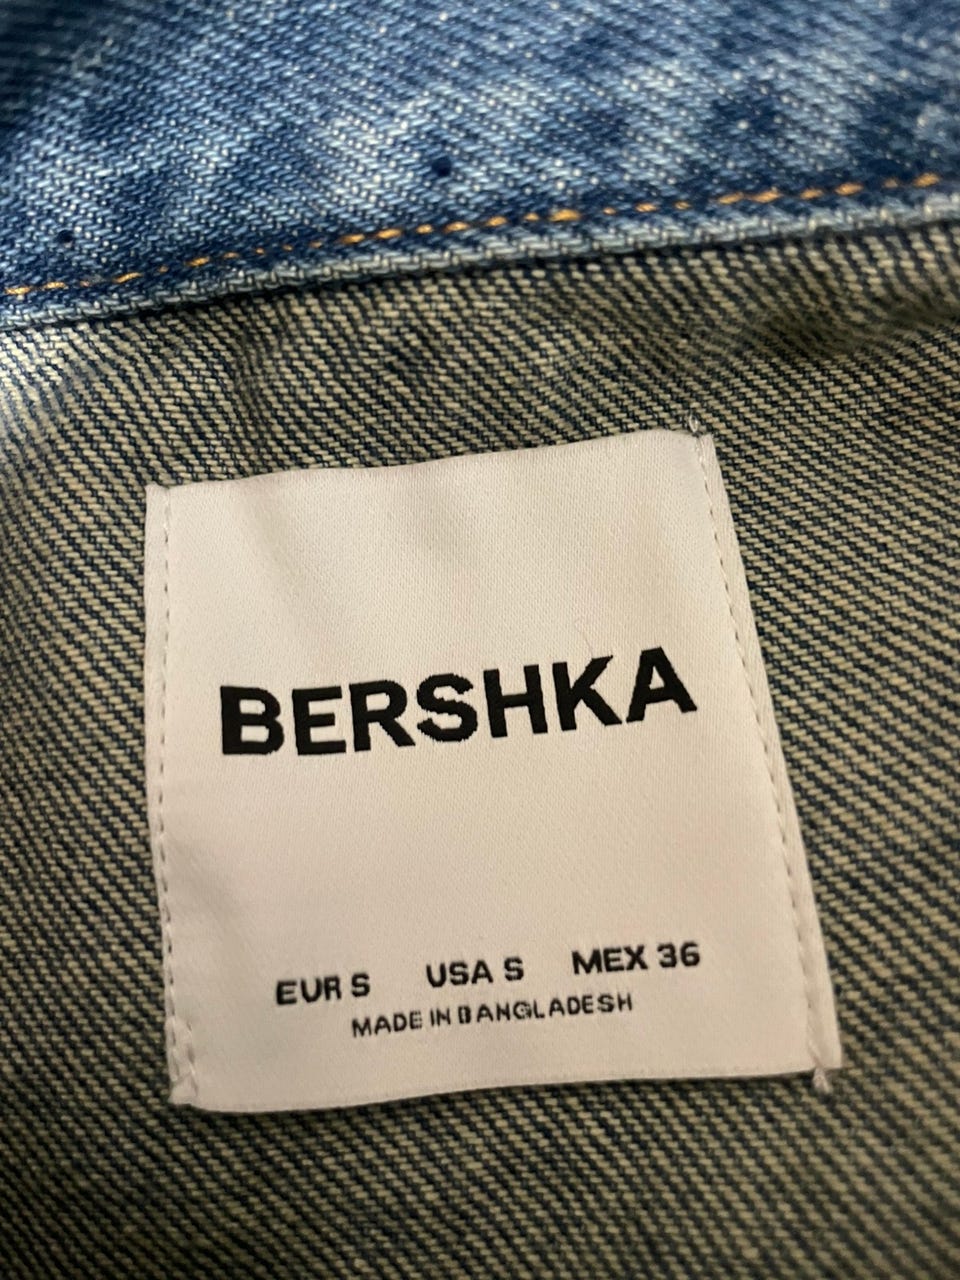 BERSHKA
EUR S USA S MEX 36
MADE IN BANGLADESH